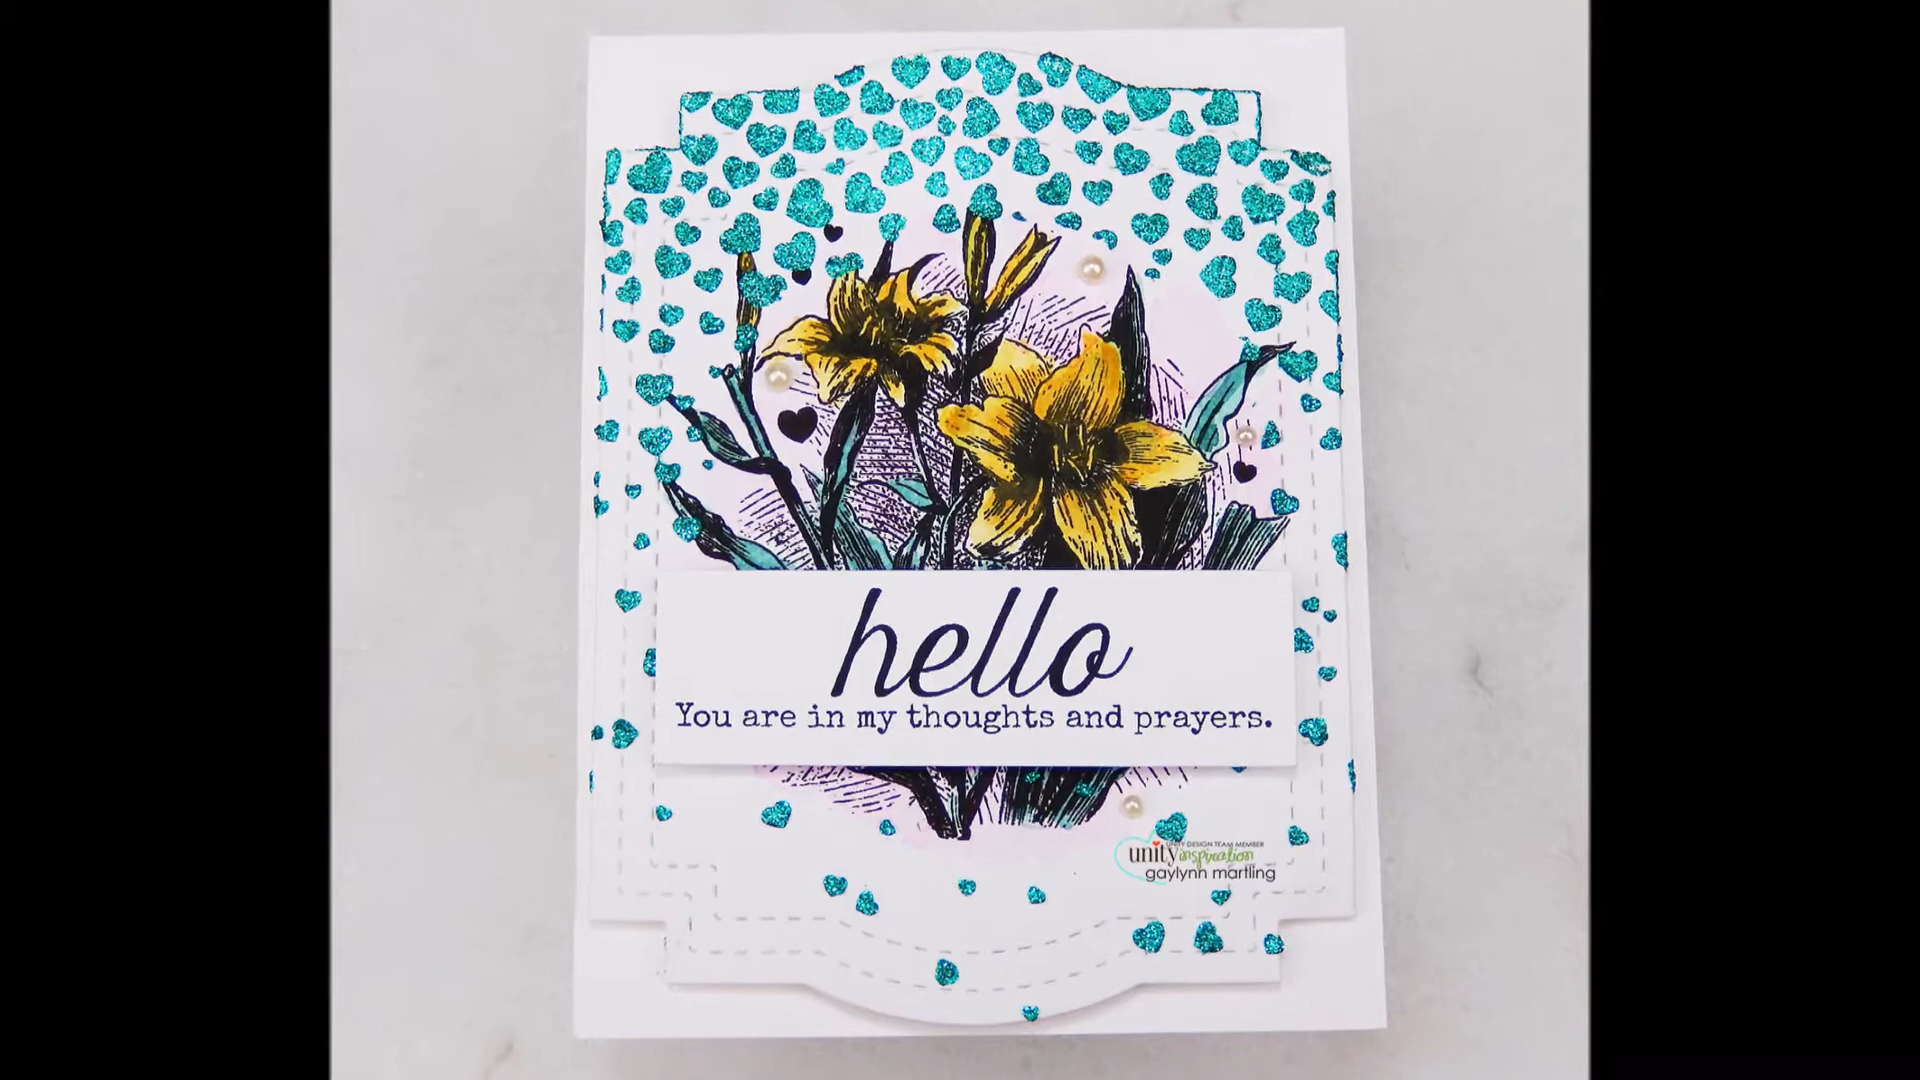 hello
You are in my thoughts and prayers.
UNITY DESIGN TEAM MEMBER
unity inspiration
gaylynn martling